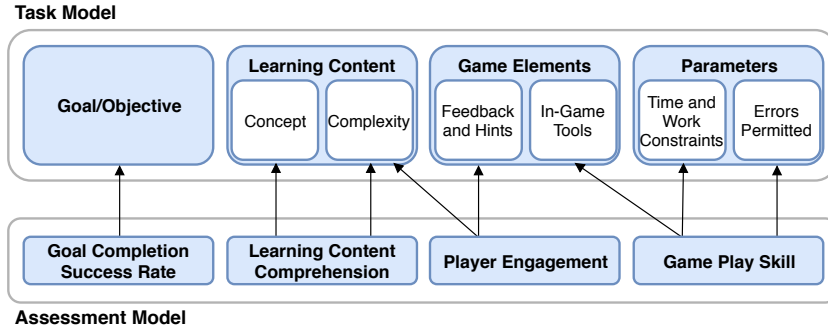 Task Model
Goal/Objective
Learning Content
Concept
Complexity
Game Elements
Feedback
and Hints
In-Game
Tools
Parameters
Time and
Work
Constraints
Errors
Permitted
Goal Completion
Success Rate
Learning Content
Comprehension
Player Engagement
Game Play Skill
Assessment Model